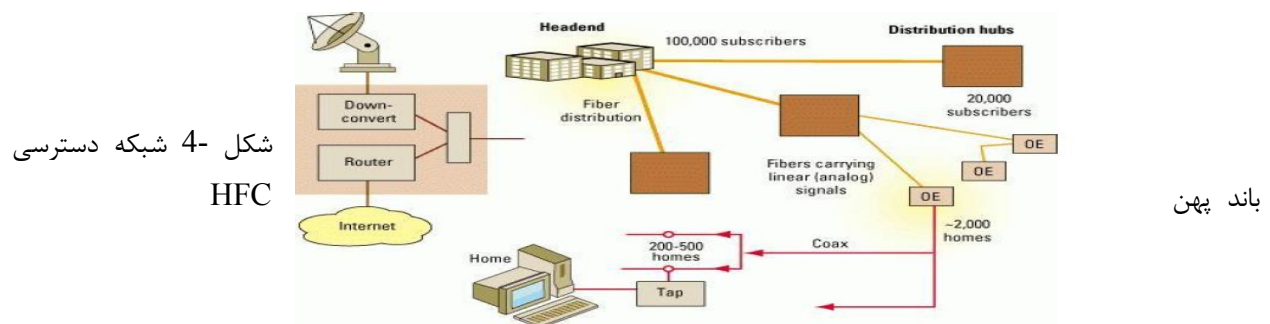 Headend
Distribution hubs
100,000 subscribers
Down-
convert
Fiber
distribution
20,000
subscribers
شکل -4 شبکه دسترسی
Router
OE
OE
Fibers carrying
linear (analog)
signals
باند پهن HFC
OE
Internet
~2,000
homes
200-500
homes
Coax
Home
Tap